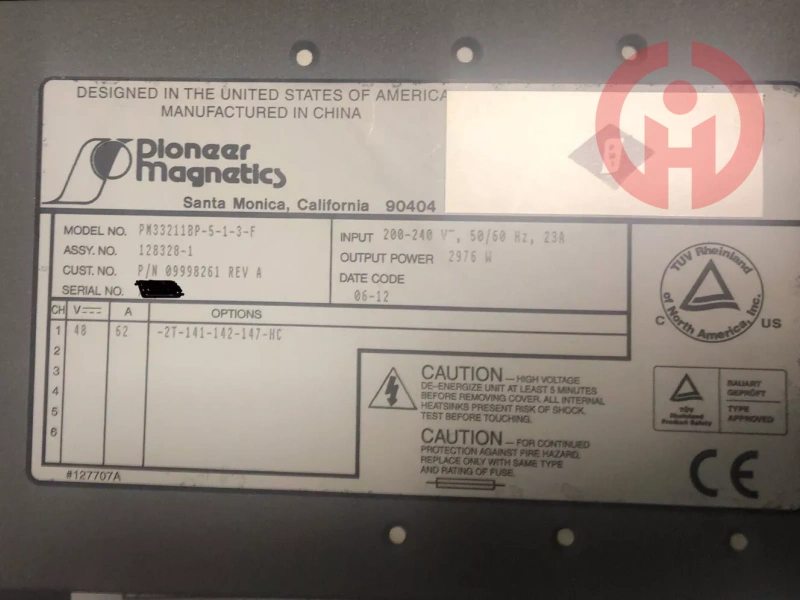 DESIGNED IN THE UNITED STATES OF AMERICA
MANUFACTURED IN CHINA
Pioneer
Magnetics
Santa Monica, California 90404
MODEL NO. PM33211BP-5-1-3-F
ASSY. NO. 128328-1
CUST. NO. P/N 09998261 REV A
SERIAL NO.
INPUT 200-240 V~, 50/60 Hz, 23A
OUTPUT POWER 2976 W
DATE CODE
06-12
CH V A OPTIONS
1 48 62 -2T-141-142-147-HC
2
3
4
5
6
CAUTION — HIGH VOLTAGE
DE-ENERGIZE UNIT AT LEAST 5 MINUTES
BEFORE REMOVING COVER. ALL INTERNAL
HEATSINKS PRESENT RISK OF SHOCK.
TEST BEFORE TOUCHING.
CAUTION — FOR CONTINUED
PROTECTION AGAINST FIRE HAZARD,
REPLACE ONLY WITH SAME TYPE
AND RATING OF FUSE.
#127707A
TUV Rheinland
of North America, Inc.
C US
TÜV
Rheinland
Product Safety
BAUART
GEPRÜFT
TYPE
APPROVED
CE
H